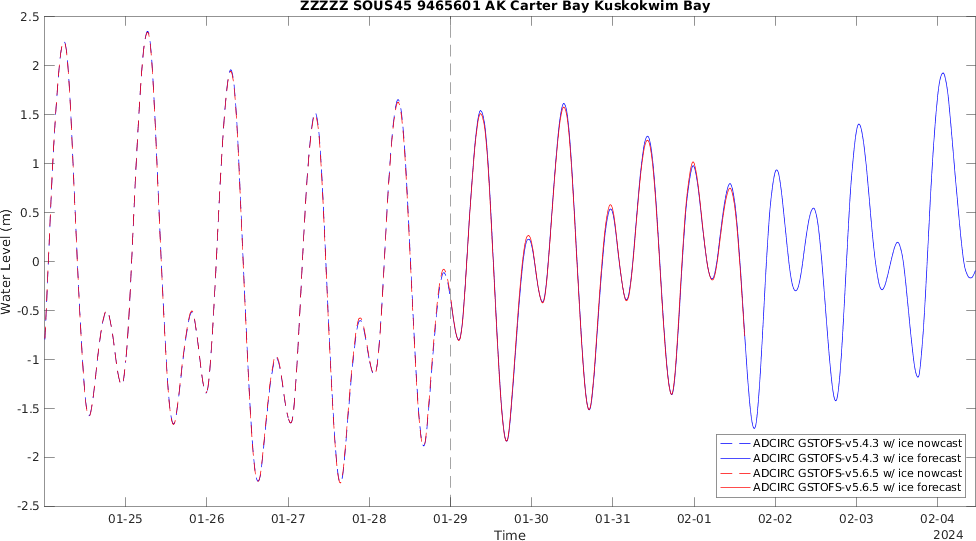 ZZZZZ SOUS45 9465601 AK Carter Bay Kuskokwim Bay
2.5
2
1.5
1
0.5
0
-0.5
-1
-1.5
-2
-2.5
Water Level (m)
01-25 01-26 01-27 01-28 01-29 01-30 01-31 02-01 02-02 02-03 02-04
2024
Time
ADCIRC GSTOFS-v5.4.3 w/ ice nowcast
ADCIRC GSTOFS-v5.4.3 w/ ice forecast
ADCIRC GSTOFS-v5.6.5 w/ ice nowcast
ADCIRC GSTOFS-v5.6.5 w/ ice forecast